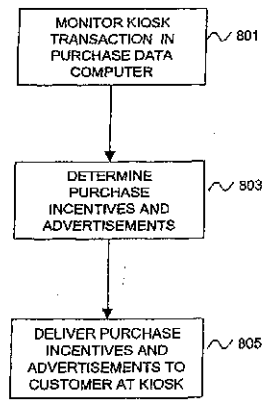 MONITOR KIOSK
TRANSACTION IN
PURCHASE DATA
COMPUTER
801
DETERMINE
PURCHASE
INCENTIVES AND
ADVERTISEMENTS
803
DELIVER PURCHASE
INCENTIVES AND
ADVERTISEMENTS TO
CUSTOMER AT KIOSK
805